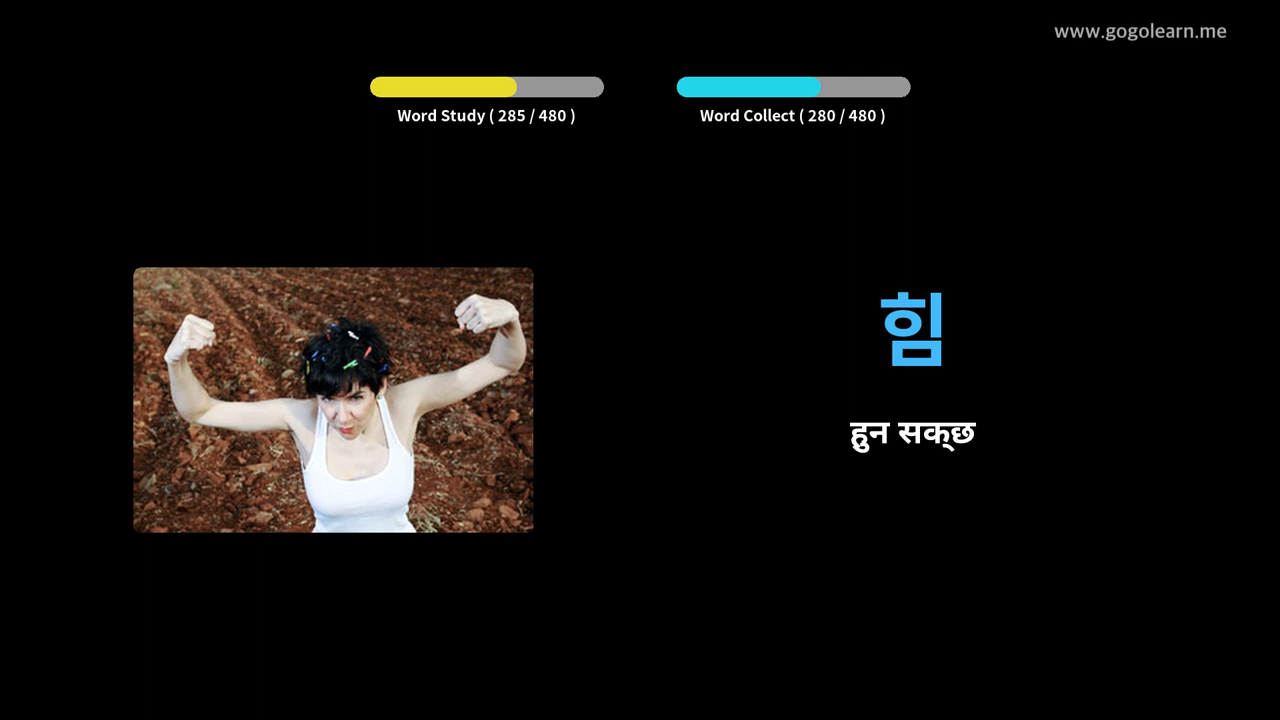 www.gogolearn.me
Word Study ( 285 / 480 )
Word Collect ( 280 / 480 )
힘
हुन सक्छ